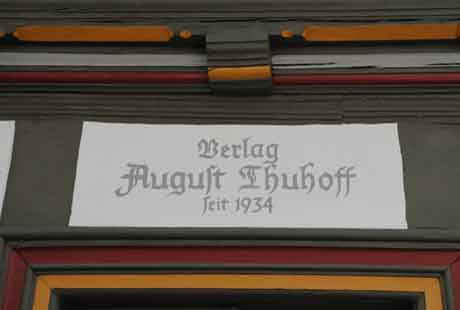 Verlag
Auguſt Thuhoff
ſeit 1934